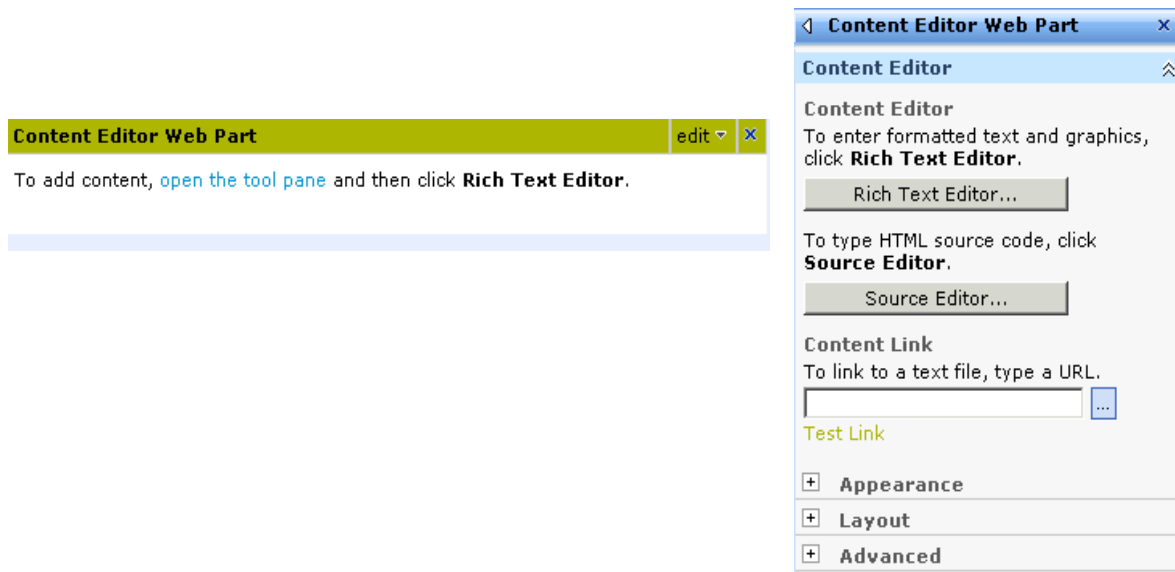 Content Editor Web Part
edit
To add content, open the tool pane and then click Rich Text Editor.
Content Editor Web Part
Content Editor
Content Editor
To enter formatted text and graphics,
click Rich Text Editor.
Rich Text Editor...
To type HTML source code, click
Source Editor.
Source Editor...
Content Link
To link to a text file, type a URL.
...
Test Link
Appearance
Layout
Advanced